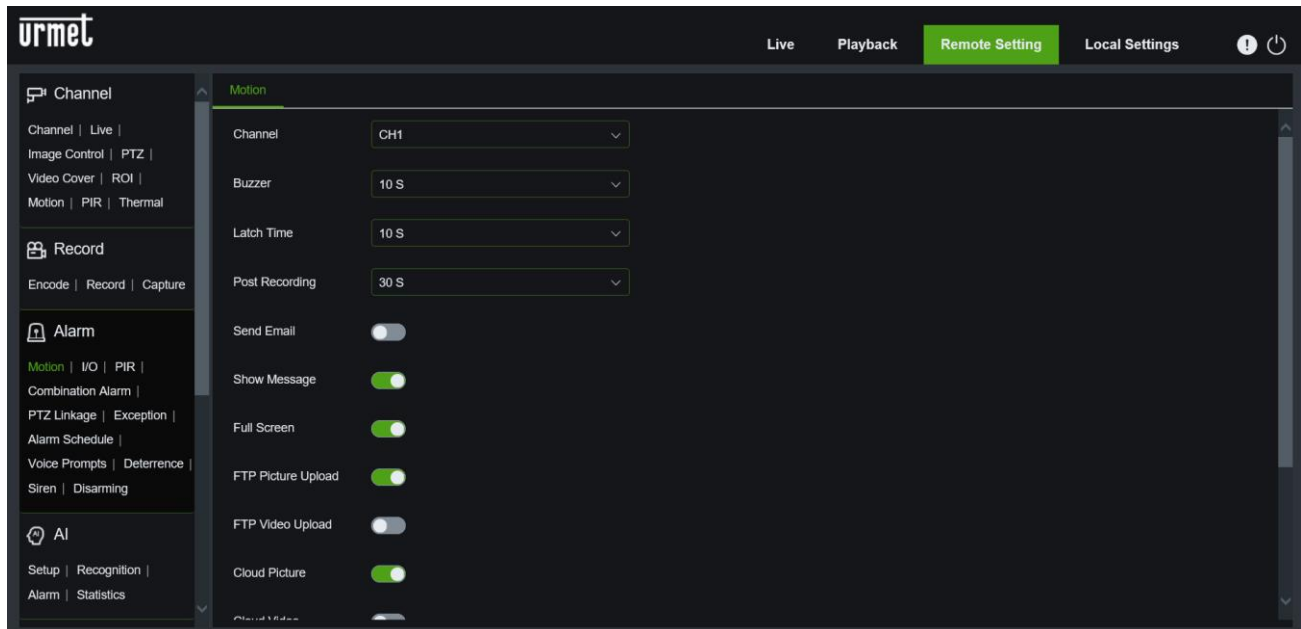 urmet
Live Playback Remote Setting Local Settings
Channel
Channel | Live |
Image Control | PTZ |
Video Cover | ROI |
Motion | PIR | Thermal
Record
Encode | Record | Capture
Alarm
Motion | I/O | PIR |
Combination Alarm |
PTZ Linkage | Exception |
Alarm Schedule |
Voice Prompts | Deterrence |
Siren | Disarming
AI
Setup | Recognition |
Alarm | Statistics
Motion
Channel CH1
Buzzer 10 S
Latch Time 10 S
Post Recording 30 S
Send Email
Show Message
Full Screen
FTP Picture Upload
FTP Video Upload
Cloud Picture
Cloud Video